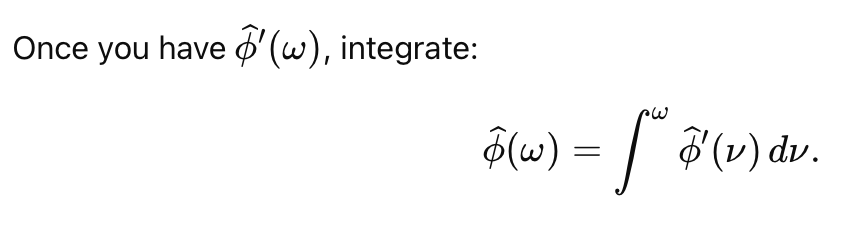 Once you have ϕ̂′(ω), integrate:
ϕ̂(ω) = ∫^ω ϕ̂′(ν) dν.